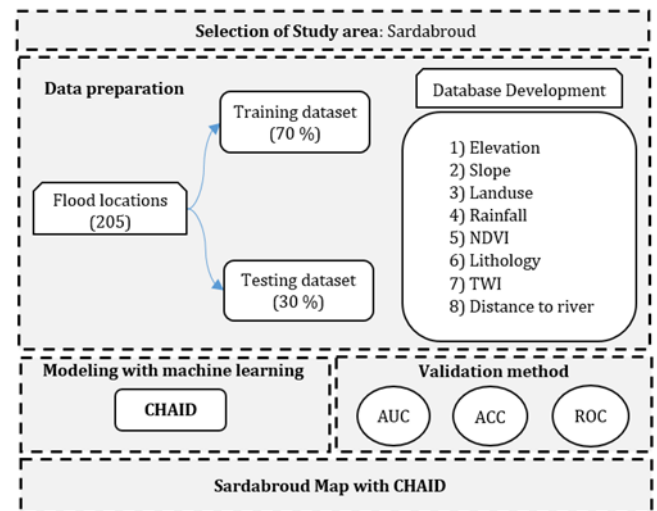 Selection of Study area: Sardabroud
Data preparation
Flood locations
(205)
Training dataset
(70 %)
Testing dataset
(30 %)
Database Development
1) Elevation
2) Slope
3) Landuse
4) Rainfall
5) NDVI
6) Lithology
7) TWI
8) Distance to river
Modeling with machine learning
CHAID
Validation method
AUC
ACC
ROC
Sardabroud Map with CHAID